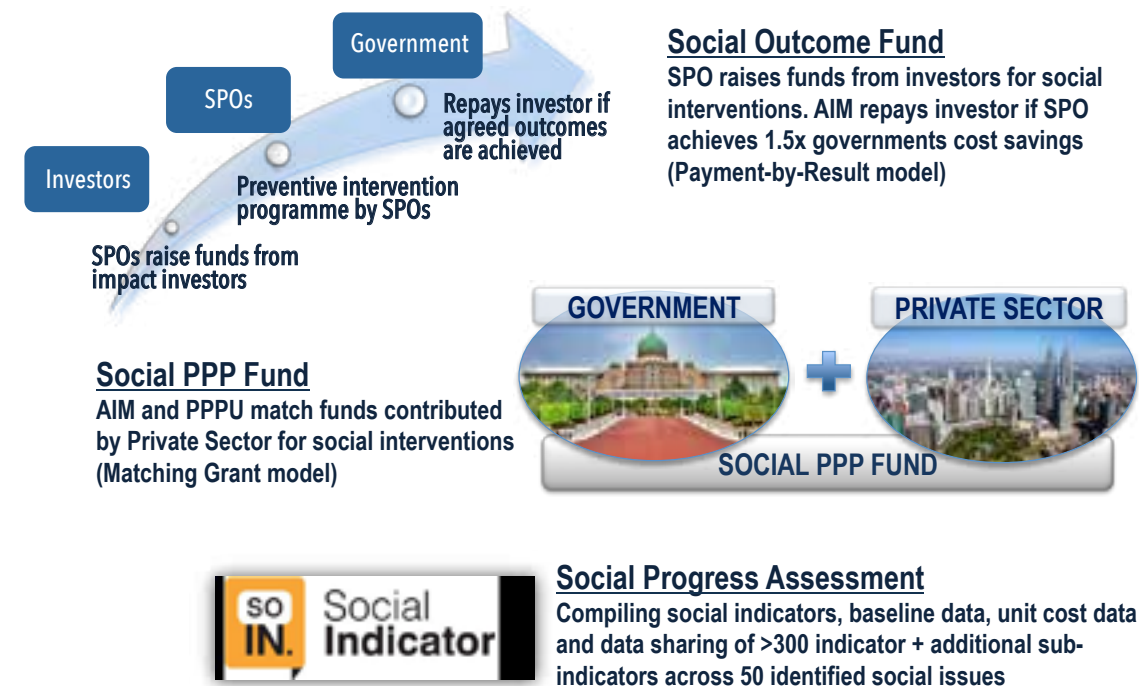 Government
SPOs
Investors
Repays investor if
agreed outcomes
are achieved
Preventive intervention
programme by SPOs
SPOs raise funds from
impact investors
Social Outcome Fund
SPO raises funds from investors for social
interventions. AIM repays investor if SPO
achieves 1.5x governments cost savings
(Payment-by-Result model)
Social PPP Fund
AIM and PPPU match funds contributed
by Private Sector for social interventions
(Matching Grant model)
GOVERNMENT
PRIVATE SECTOR
SOCIAL PPP FUND
so
IN.
Social
Indicator
Social Progress Assessment
Compiling social indicators, baseline data, unit cost data
and data sharing of >300 indicator + additional sub-
indicators across 50 identified social issues